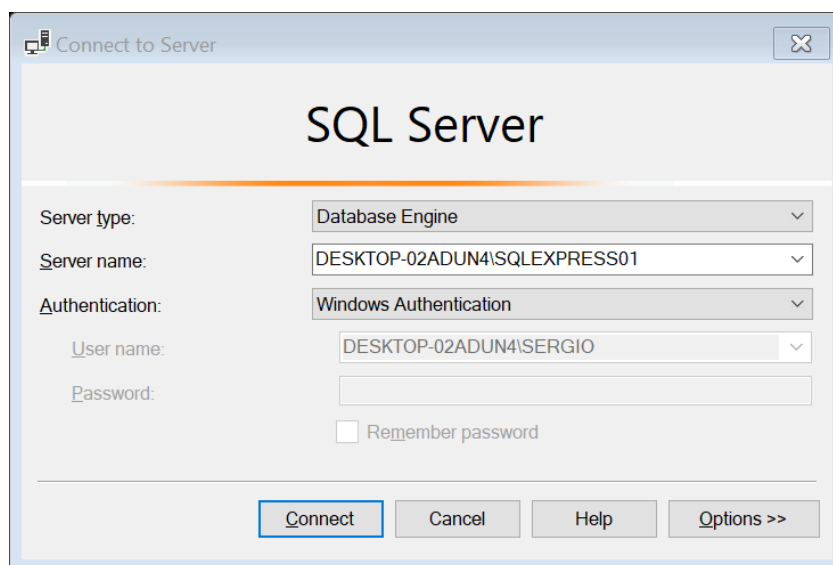 Connect to Server
SQL Server
Server type: Database Engine
Server name: DESKTOP-02ADUN4\SQLEXPRESS01
Authentication: Windows Authentication
User name: DESKTOP-02ADUN4\SERGIO
Password:
Remember password
Connect Cancel Help Options >>